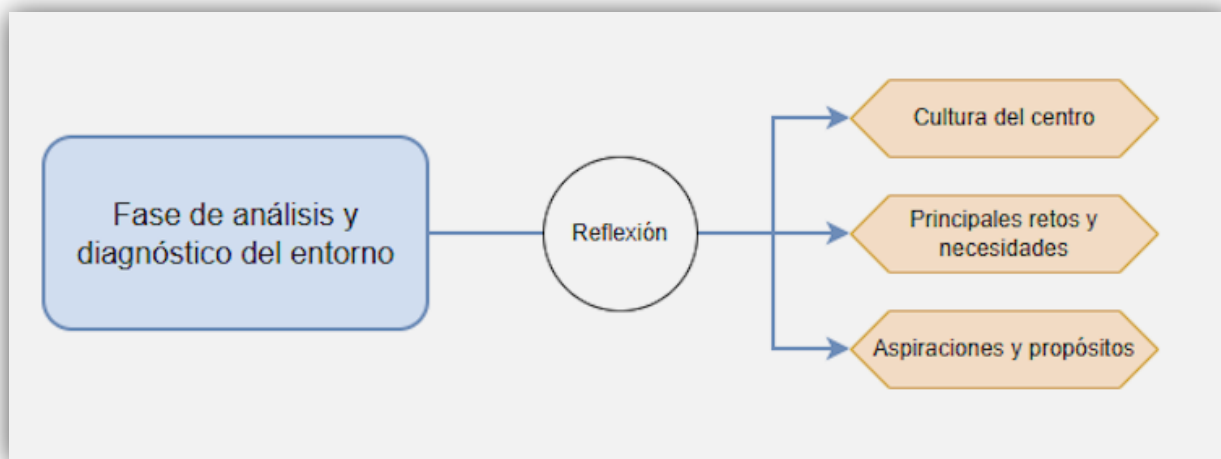 Fase de análisis y
diagnóstico del entorno
Reflexión
Cultura del centro
Principales retos y
necesidades
Aspiraciones y propósitos